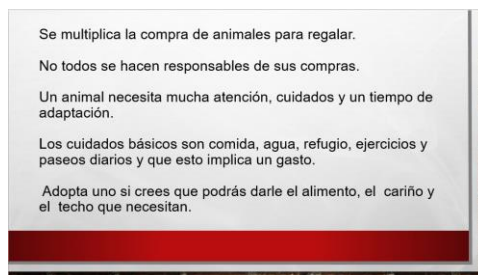 Se multiplica la compra de animales para regalar.
No todos se hacen responsables de sus compras.
Un animal necesita mucha atención, cuidados y un tiempo de
adaptación.
Los cuidados básicos son comida, agua, refugio, ejercicios y
paseos diarios y que esto implica un gasto.
Adopta uno si crees que podrás darle el alimento, el cariño y
el techo que necesitan.